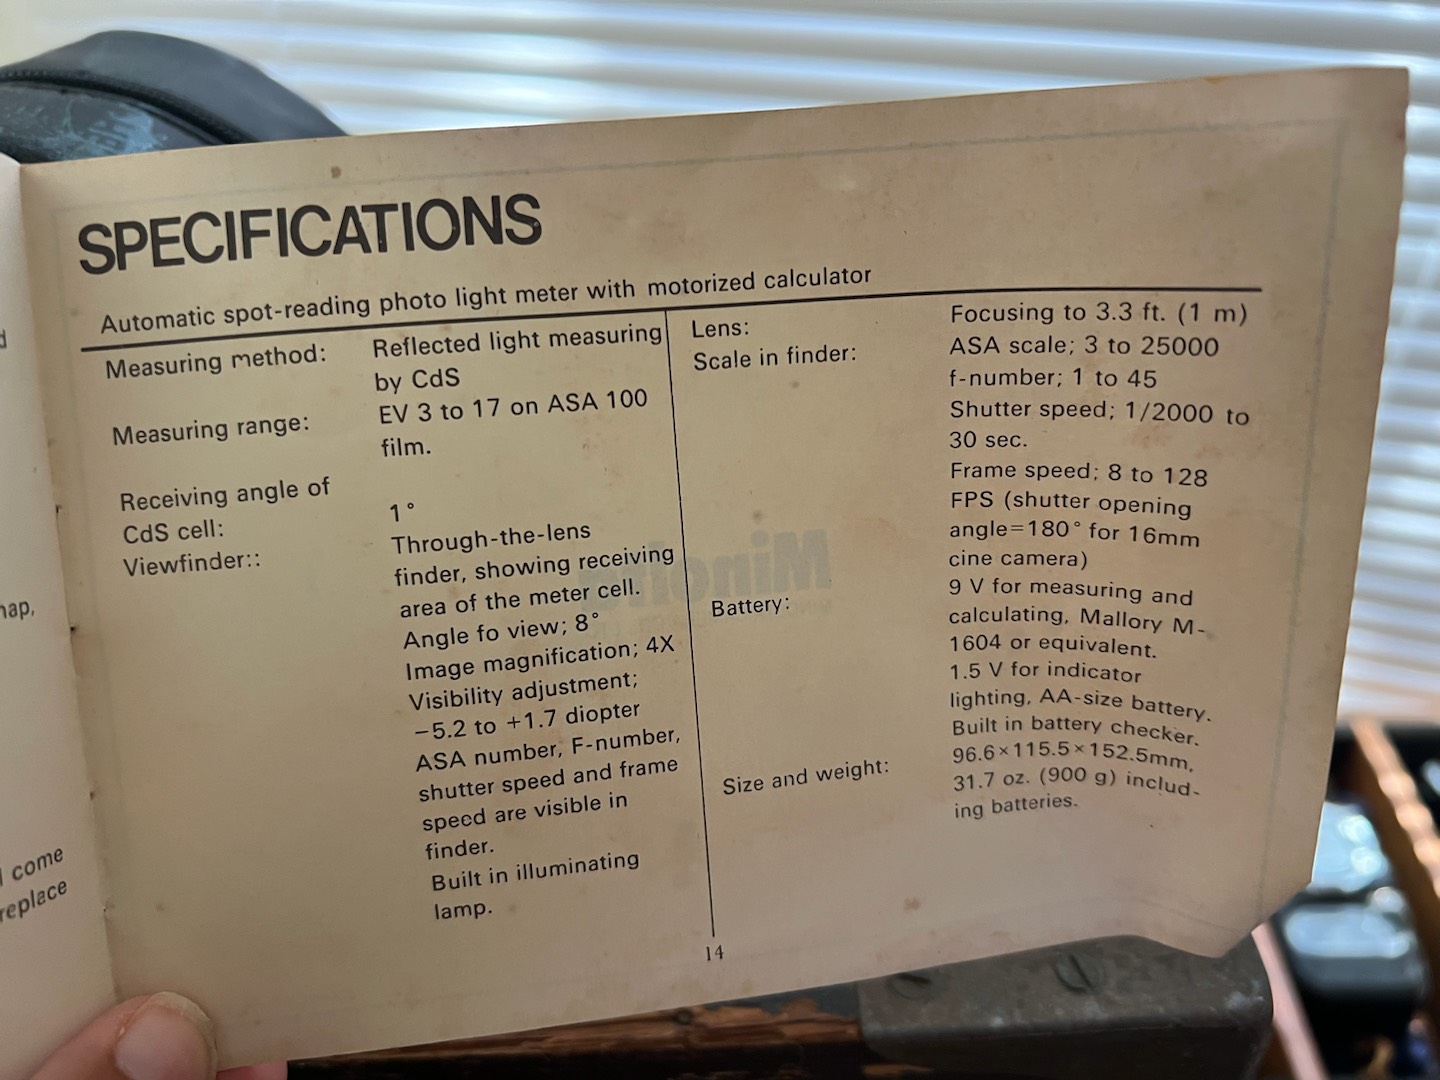 SPECIFICATIONS
Automatic spot-reading photo light meter with motorized calculator
Measuring method: Reflected light measuring
by CdS
Measuring range: EV 3 to 17 on ASA 100
film.
Receiving angle of
CdS cell: 1°
Viewfinder:: Through-the-lens
finder, showing receiving
area of the meter cell.
Angle fo view; 8°
Image magnification; 4X
Visibility adjustment;
−5.2 to +1.7 diopter
ASA number, F-number,
shutter speed and frame
speed are visible in
finder.
Built in illuminating
lamp.
Lens: Focusing to 3.3 ft. (1 m)
Scale in finder: ASA scale; 3 to 25000
f-number; 1 to 45
Shutter speed; 1/2000 to
30 sec.
Frame speed; 8 to 128
FPS (shutter opening
angle=180° for 16mm
cine camera)
Battery: 9 V for measuring and
calculating, Mallory M-
1604 or equivalent.
1.5 V for indicator
lighting, AA-size battery.
Built in battery checker.
Size and weight: 96.6×115.5×152.5mm,
31.7 oz. (900 g) includ-
ing batteries.
14
come
replace